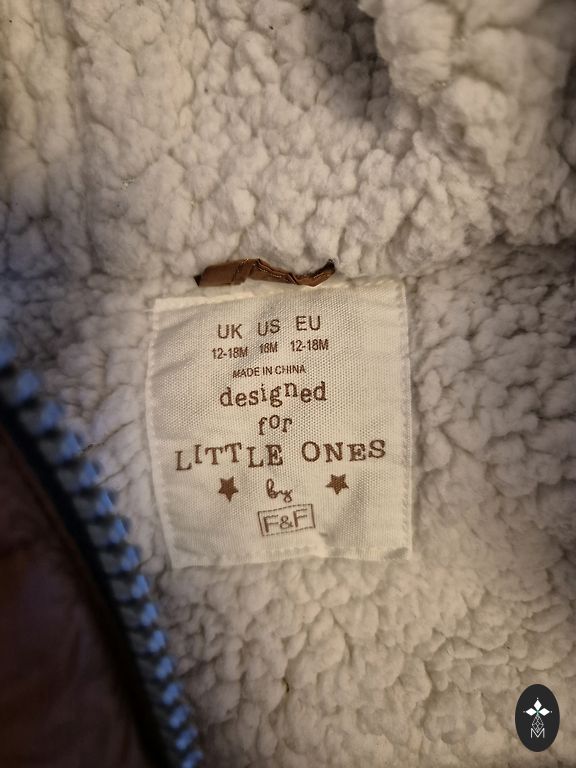 UK US EU
12-18M 18M 12-18M
MADE IN CHINA
designed
for
LITTLE ONES
by
F&F
M